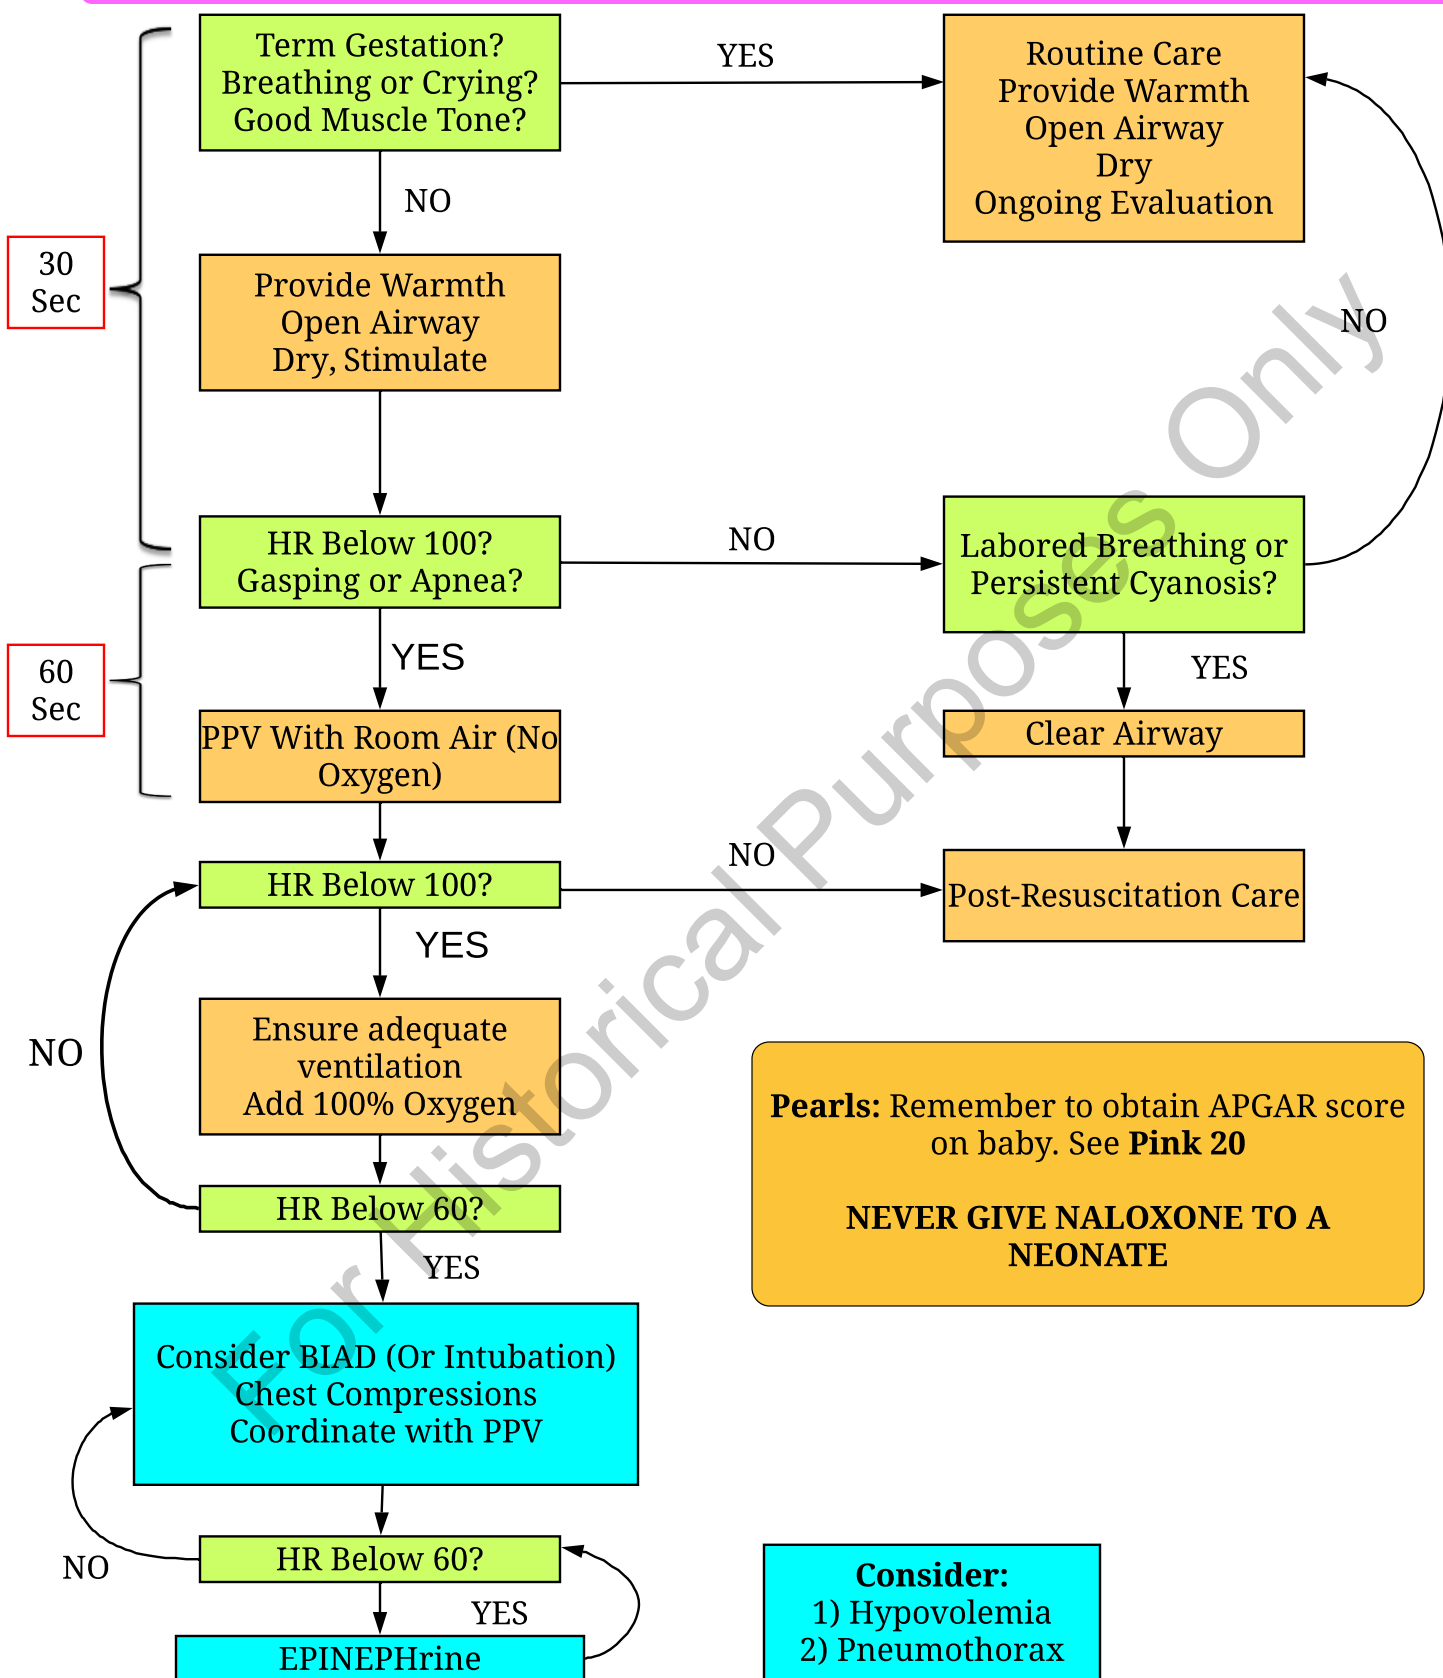 Term Gestation?
Breathing or Crying?
Good Muscle Tone?
YES
Routine Care
Provide Warmth
Open Airway
Dry
Ongoing Evaluation
NO
30
Sec
Provide Warmth
Open Airway
Dry, Stimulate
NO
HR Below 100?
Gasping or Apnea?
NO
Labored Breathing or
Persistent Cyanosis?
YES
YES
60
Sec
PPV With Room Air (No
Oxygen)
Clear Airway
HR Below 100?
NO
Post-Resuscitation Care
YES
NO
Ensure adequate
ventilation
Add 100% Oxygen
HR Below 60?
YES
Pearls: Remember to obtain APGAR score
on baby. See Pink 20
NEVER GIVE NALOXONE TO A
NEONATE
Consider BIAD (Or Intubation)
Chest Compressions
Coordinate with PPV
NO
HR Below 60?
YES
EPINEPHrine
Consider:
1) Hypovolemia
2) Pneumothorax
For Historical Purposes Only